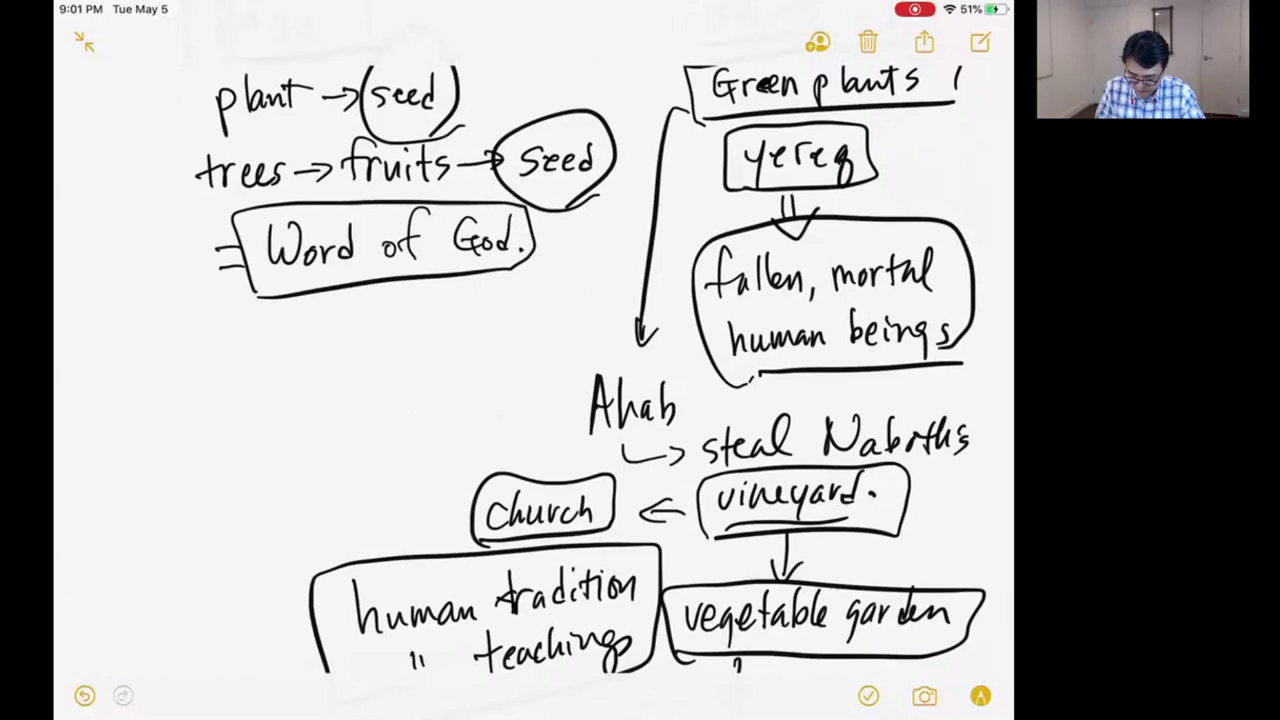 9:01 PM Tue May 5
51%
plant → seed
trees → fruits → seed
= Word of God.
Green plants
yereq
fallen, mortal
human beings
Ahab
steal Naboths
vineyard.
church
vegetable garden
human tradition
" teachings